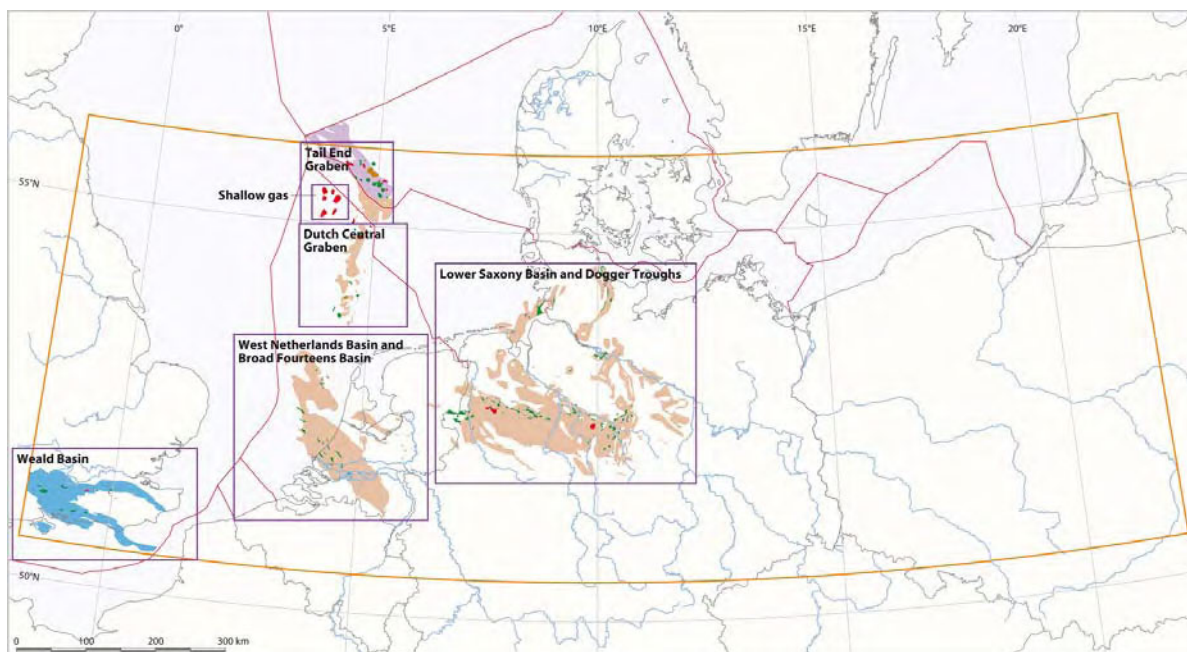 0°
5°E
10°E
15°E
20°E
55°N
Tail End
Graben
Shallow gas
Dutch Central
Graben
Lower Saxony Basin and Dogger Troughs
West Netherlands Basin and
Broad Fourteens Basin
Weald Basin
50°N
0 100 200 300 km